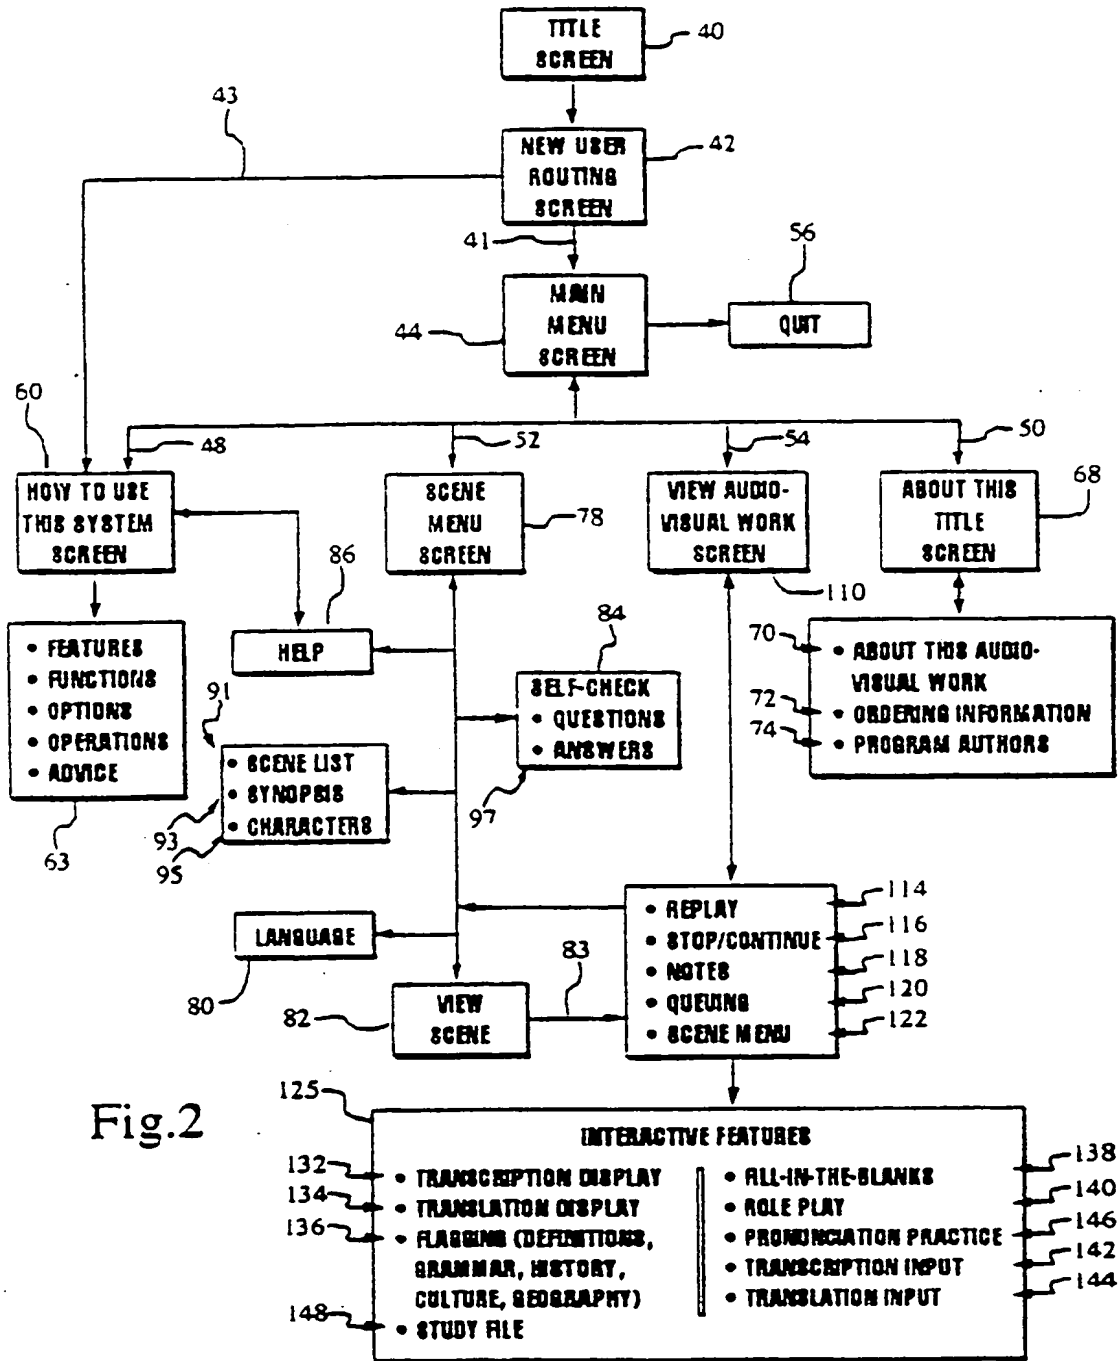 TITLE
SCREEN
40
43
NEW USER
ROUTING
SCREEN
42
41
56
MAIN
MENU
SCREEN
44
QUIT
60
48
52
54
50
HOW TO USE
THIS SYSTEM
SCREEN
SCENE
MENU
SCREEN
78
VIEW AUDIO-
VISUAL WORK
SCREEN
110
ABOUT THIS
TITLE
SCREEN
68
86
HELP
84
• FEATURES
• FUNCTIONS
• OPTIONS
• OPERATIONS
• ADVICE
63
91
SELF-CHECK
• QUESTIONS
• ANSWERS
97
70
• ABOUT THIS AUDIO-
VISUAL WORK
72
• ORDERING INFORMATION
74
• PROGRAM AUTHORS
• SCENE LIST
• SYNOPSIS
• CHARACTERS
93
95
• REPLAY 114
• STOP/CONTINUE 116
• NOTES 118
• QUEUING 120
• SCENE MENU 122
LANGUAGE
80
83
VIEW
SCENE
82
Fig.2
125
INTERACTIVE FEATURES
132 • TRANSCRIPTION DISPLAY
134 • TRANSLATION DISPLAY
136 • FLAGGING (DEFINITIONS,
GRAMMAR, HISTORY,
CULTURE, GEOGRAPHY)
148 • STUDY FILE
• FILL-IN-THE-BLANKS 138
• ROLE PLAY 140
• PRONUNCIATION PRACTICE 146
• TRANSCRIPTION INPUT 142
• TRANSLATION INPUT 144